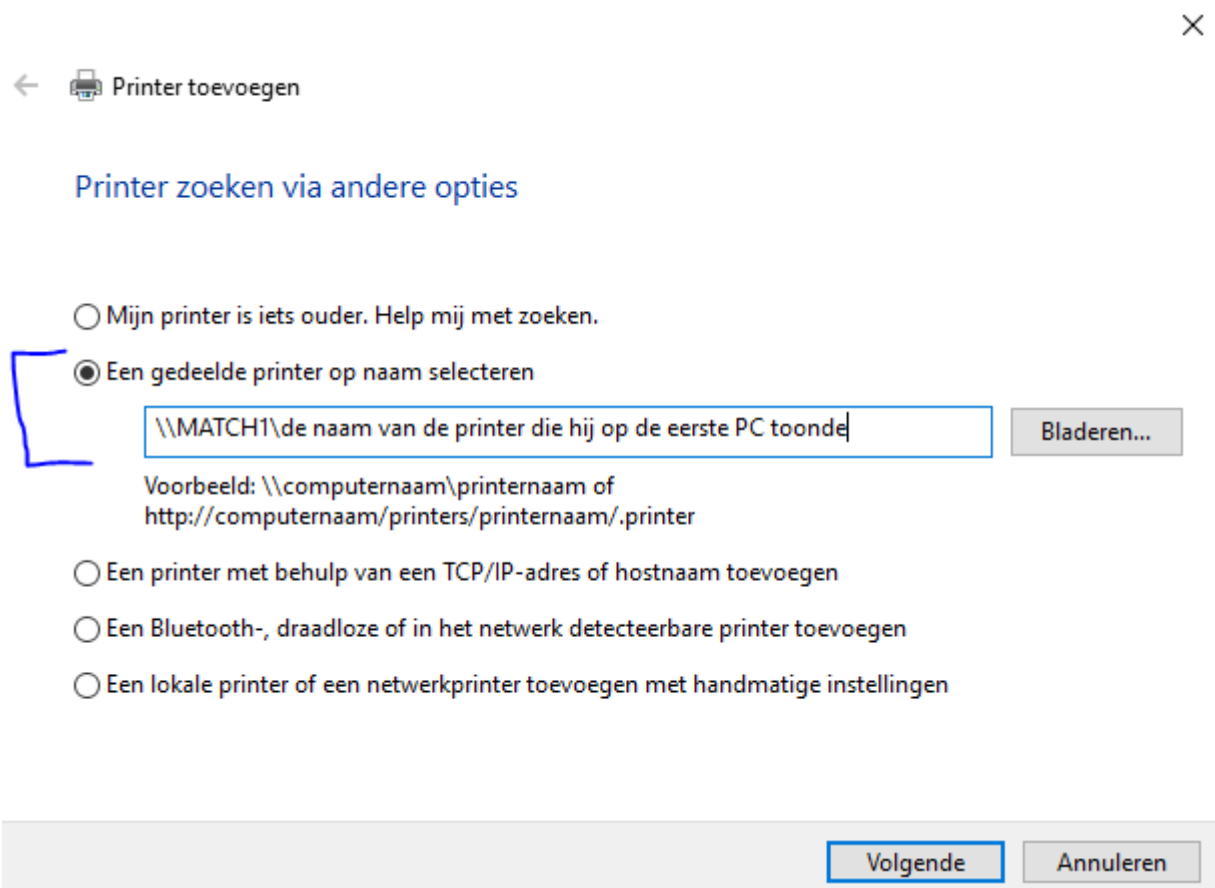 Printer toevoegen
Printer zoeken via andere opties
Mijn printer is iets ouder. Help mij met zoeken.
Een gedeelde printer op naam selecteren
\\MATCH1\de naam van de printer die hij op de eerste PC toonde
Bladeren...
Voorbeeld: \\computernaam\printernaam of
http://computernaam/printers/printernaam/.printer
Een printer met behulp van een TCP/IP-adres of hostnaam toevoegen
Een Bluetooth-, draadloze of in het netwerk detecteerbare printer toevoegen
Een lokale printer of een netwerkprinter toevoegen met handmatige instellingen
Volgende
Annuleren